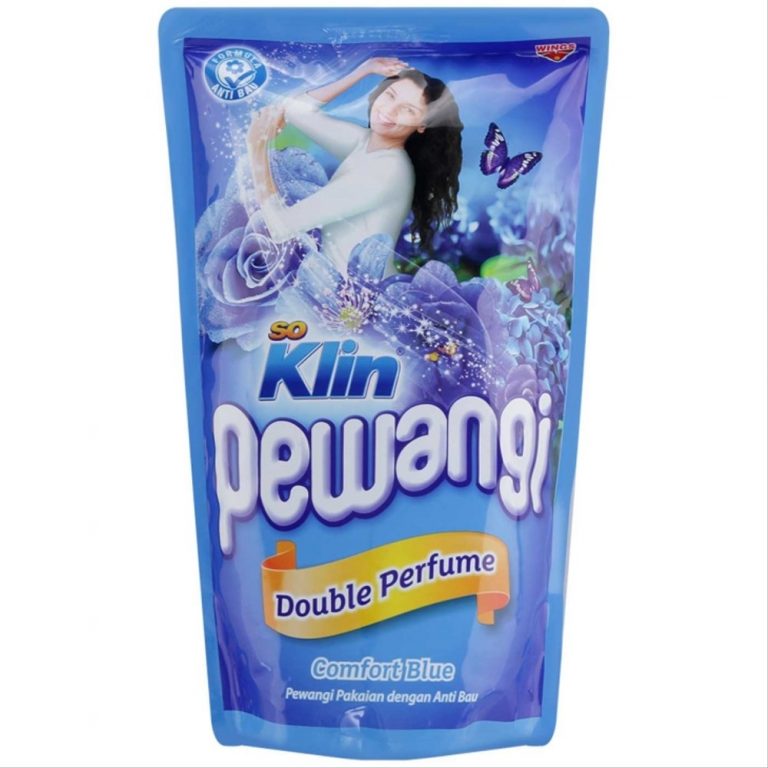 FORMULA
ANTI BAU
WINGS
so
Klin®
pewangi
Double Perfume
Comfort Blue
Pewangi Pakaian dengan Anti Bau